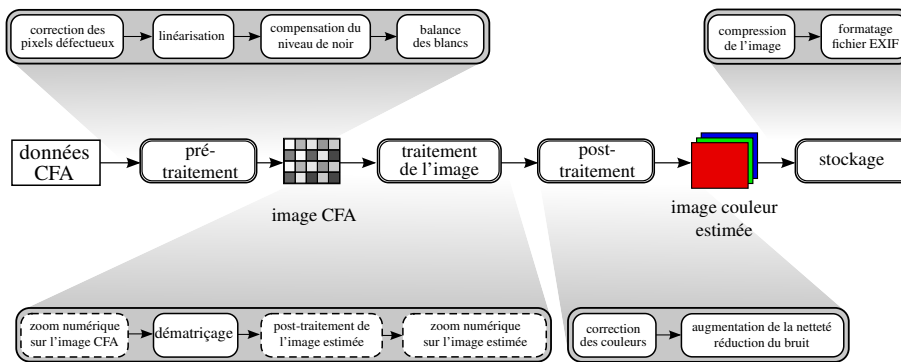 correction des
pixels défectueux
linéarisation
compensation du
niveau de noir
balance
des blancs
compression
de l'image
formatage
fichier EXIF
données
CFA
pré-
traitement
image CFA
traitement
de l'image
post-
traitement
image couleur
estimée
stockage
zoom numérique
sur l'image CFA
dématriçage
post-traitement de
l'image estimée
zoom numérique
sur l'image estimée
correction
des couleurs
augmentation de la netteté
réduction du bruit